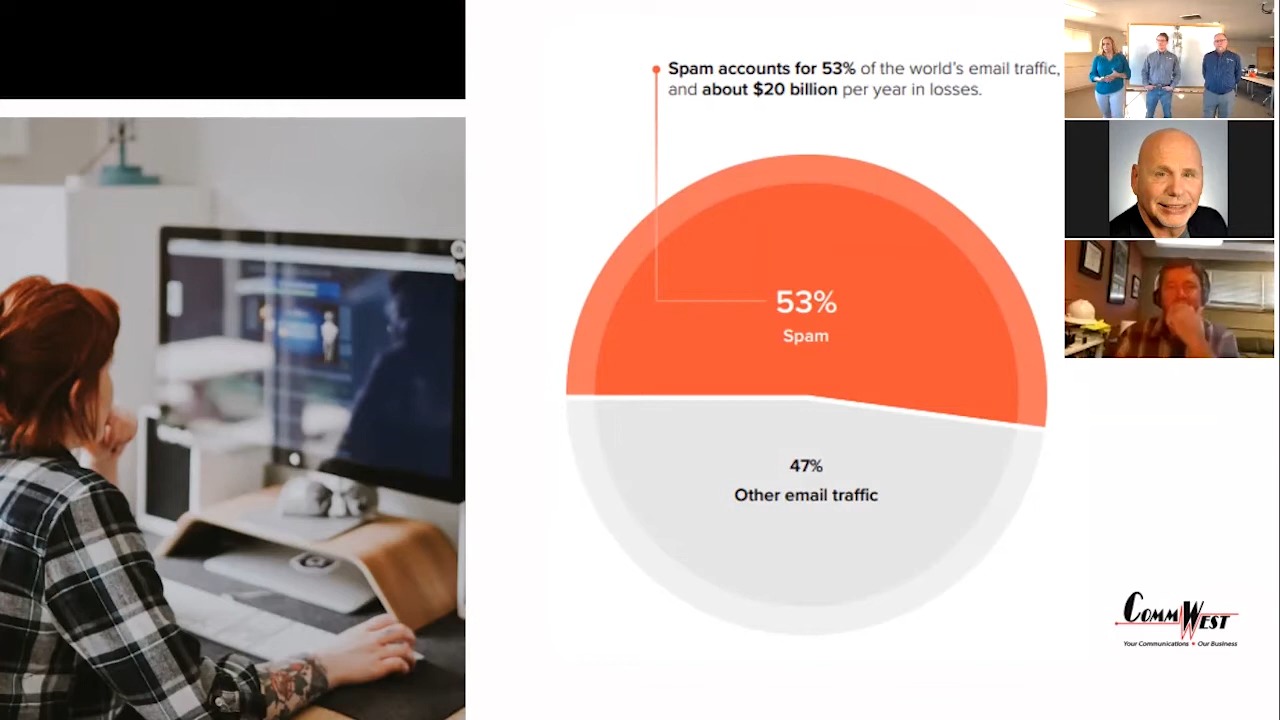 Spam accounts for 53% of the world's email traffic,
and about $20 billion per year in losses.
53%
Spam
47%
Other email traffic
COMMWEST
Your Communications • Our Business